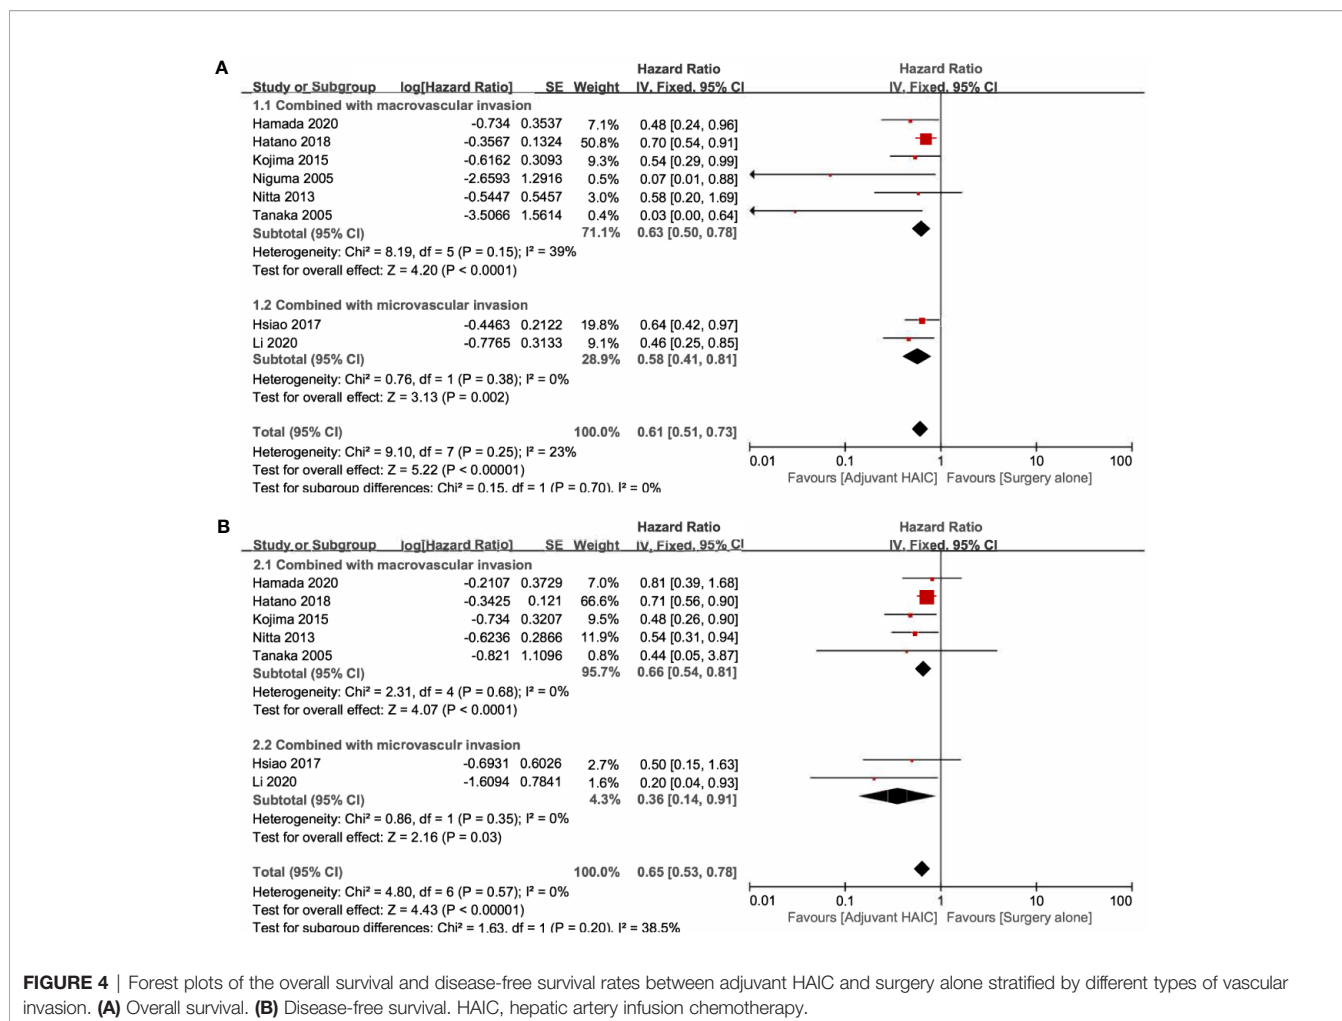 A
Hazard Ratio Hazard Ratio
Study or Subgroup log[Hazard Ratio] SE Weight IV, Fixed, 95% CI IV, Fixed, 95% CI
1.1 Combined with macrovascular invasion
Hamada 2020 -0.734 0.3537 7.1% 0.48 [0.24, 0.96]
Hatano 2018 -0.3567 0.1324 50.8% 0.70 [0.54, 0.91]
Kojima 2015 -0.6162 0.3093 9.3% 0.54 [0.29, 0.99]
Niguma 2005 -2.6593 1.2916 0.5% 0.07 [0.01, 0.88]
Nitta 2013 -0.5447 0.5457 3.0% 0.58 [0.20, 1.69]
Tanaka 2005 -3.5066 1.5614 0.4% 0.03 [0.00, 0.64]
Subtotal (95% CI) 71.1% 0.63 [0.50, 0.78]
Heterogeneity: Chi² = 8.19, df = 5 (P = 0.15); I² = 39%
Test for overall effect: Z = 4.20 (P < 0.0001)
1.2 Combined with microvascular invasion
Hsiao 2017 -0.4463 0.2122 19.8% 0.64 [0.42, 0.97]
Li 2020 -0.7765 0.3133 9.1% 0.46 [0.25, 0.85]
Subtotal (95% CI) 28.9% 0.58 [0.41, 0.81]
Heterogeneity: Chi² = 0.76, df = 1 (P = 0.38); I² = 0%
Test for overall effect: Z = 3.13 (P = 0.002)
Total (95% CI) 100.0% 0.61 [0.51, 0.73]
Heterogeneity: Chi² = 9.10, df = 7 (P = 0.25); I² = 23%
Test for overall effect: Z = 5.22 (P < 0.00001)
Test for subgroup differences: Chi² = 0.15, df = 1 (P = 0.70), I² = 0%
0.01 0.1 1 10 100
Favours [Adjuvant HAIC] Favours [Surgery alone]
B
Hazard Ratio Hazard Ratio
Study or Subgroup log[Hazard Ratio] SE Weight IV, Fixed, 95% CI IV, Fixed, 95% CI
2.1 Combined with macrovascular invasion
Hamada 2020 -0.2107 0.3729 7.0% 0.81 [0.39, 1.68]
Hatano 2018 -0.3425 0.121 66.6% 0.71 [0.56, 0.90]
Kojima 2015 -0.734 0.3207 9.5% 0.48 [0.26, 0.90]
Nitta 2013 -0.6236 0.2866 11.9% 0.54 [0.31, 0.94]
Tanaka 2005 -0.821 1.1096 0.8% 0.44 [0.05, 3.87]
Subtotal (95% CI) 95.7% 0.66 [0.54, 0.81]
Heterogeneity: Chi² = 2.31, df = 4 (P = 0.68); I² = 0%
Test for overall effect: Z = 4.07 (P < 0.0001)
2.2 Combined with microvasculr invasion
Hsiao 2017 -0.6931 0.6026 2.7% 0.50 [0.15, 1.63]
Li 2020 -1.6094 0.7841 1.6% 0.20 [0.04, 0.93]
Subtotal (95% CI) 4.3% 0.36 [0.14, 0.91]
Heterogeneity: Chi² = 0.86, df = 1 (P = 0.35); I² = 0%
Test for overall effect: Z = 2.16 (P = 0.03)
Total (95% CI) 100.0% 0.65 [0.53, 0.78]
Heterogeneity: Chi² = 4.80, df = 6 (P = 0.57); I² = 0%
Test for overall effect: Z = 4.43 (P < 0.00001)
Test for subgroup differences: Chi² = 1.63, df = 1 (P = 0.20), I² = 38.5%
0.01 0.1 1 10 100
Favours [Adjuvant HAIC] Favours [Surgery alone]
FIGURE 4 | Forest plots of the overall survival and disease-free survival rates between adjuvant HAIC and surgery alone stratified by different types of vascular
invasion. (A) Overall survival. (B) Disease-free survival. HAIC, hepatic artery infusion chemotherapy.